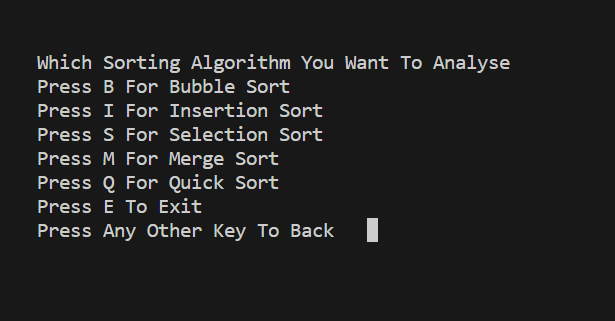 Which Sorting Algorithm You Want To Analyse
Press B For Bubble Sort
Press I For Insertion Sort
Press S For Selection Sort
Press M For Merge Sort
Press Q For Quick Sort
Press E To Exit
Press Any Other Key To Back